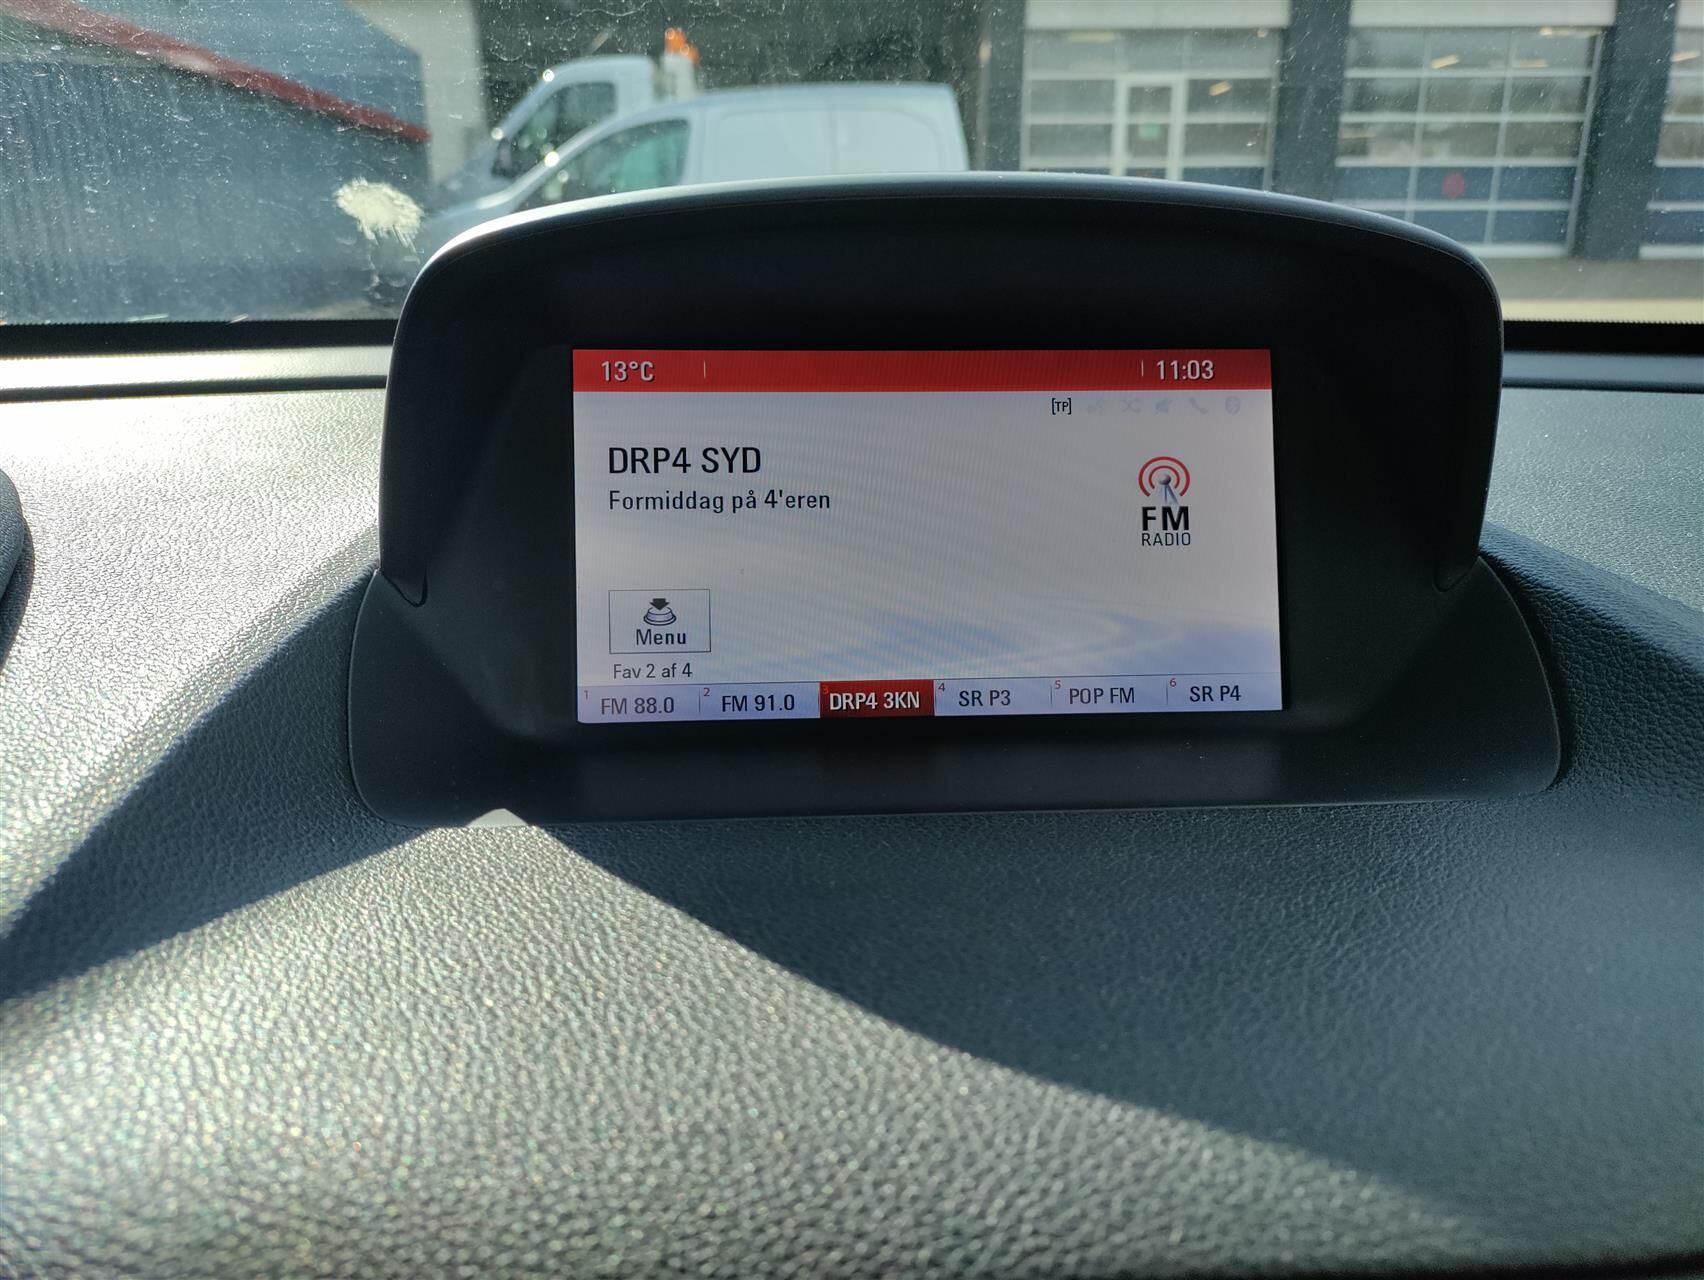 13°C 11:03
[TP]
DRP4 SYD
Formiddag på 4'eren
FM
RADIO
Menu
Fav 2 af 4
1 FM 88.0 2 FM 91.0 3 DRP4 3KN 4 SR P3 5 POP FM 6 SR P4